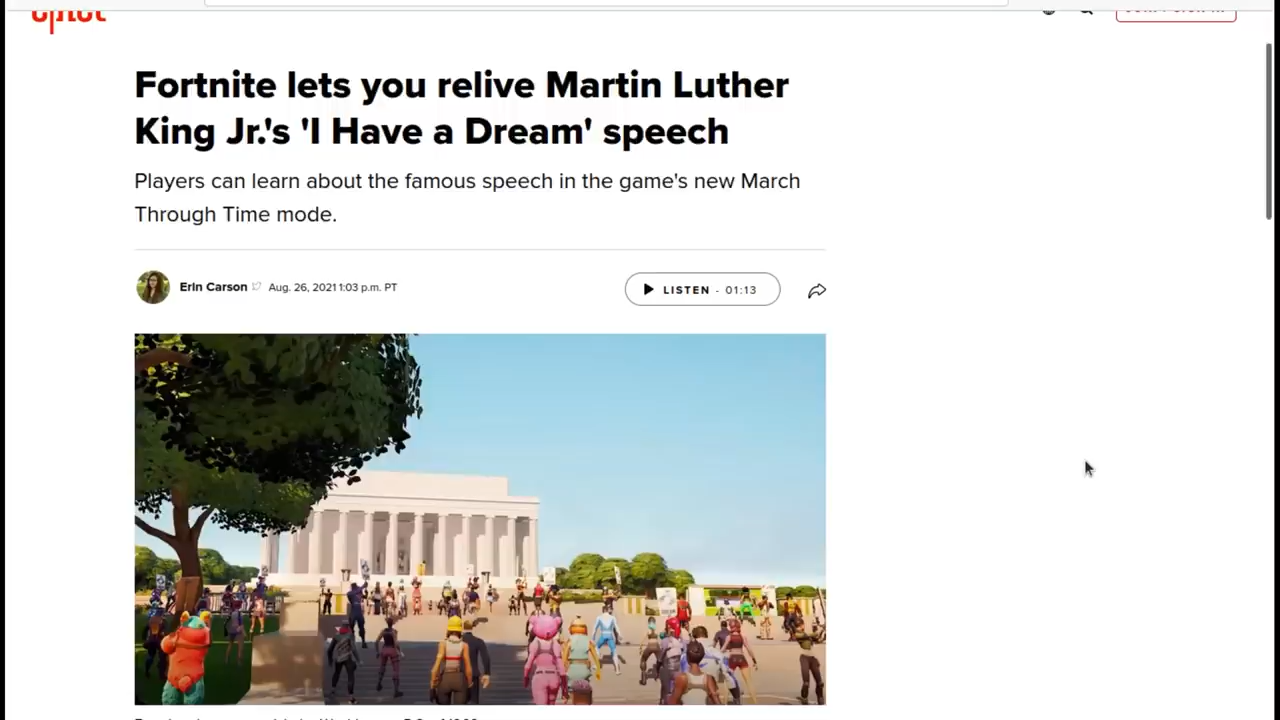 cnet
Fortnite lets you relive Martin Luther
King Jr.'s 'I Have a Dream' speech
Players can learn about the famous speech in the game's new March
Through Time mode.
Erin Carson Aug. 26, 2021 1:03 p.m. PT
LISTEN - 01:13